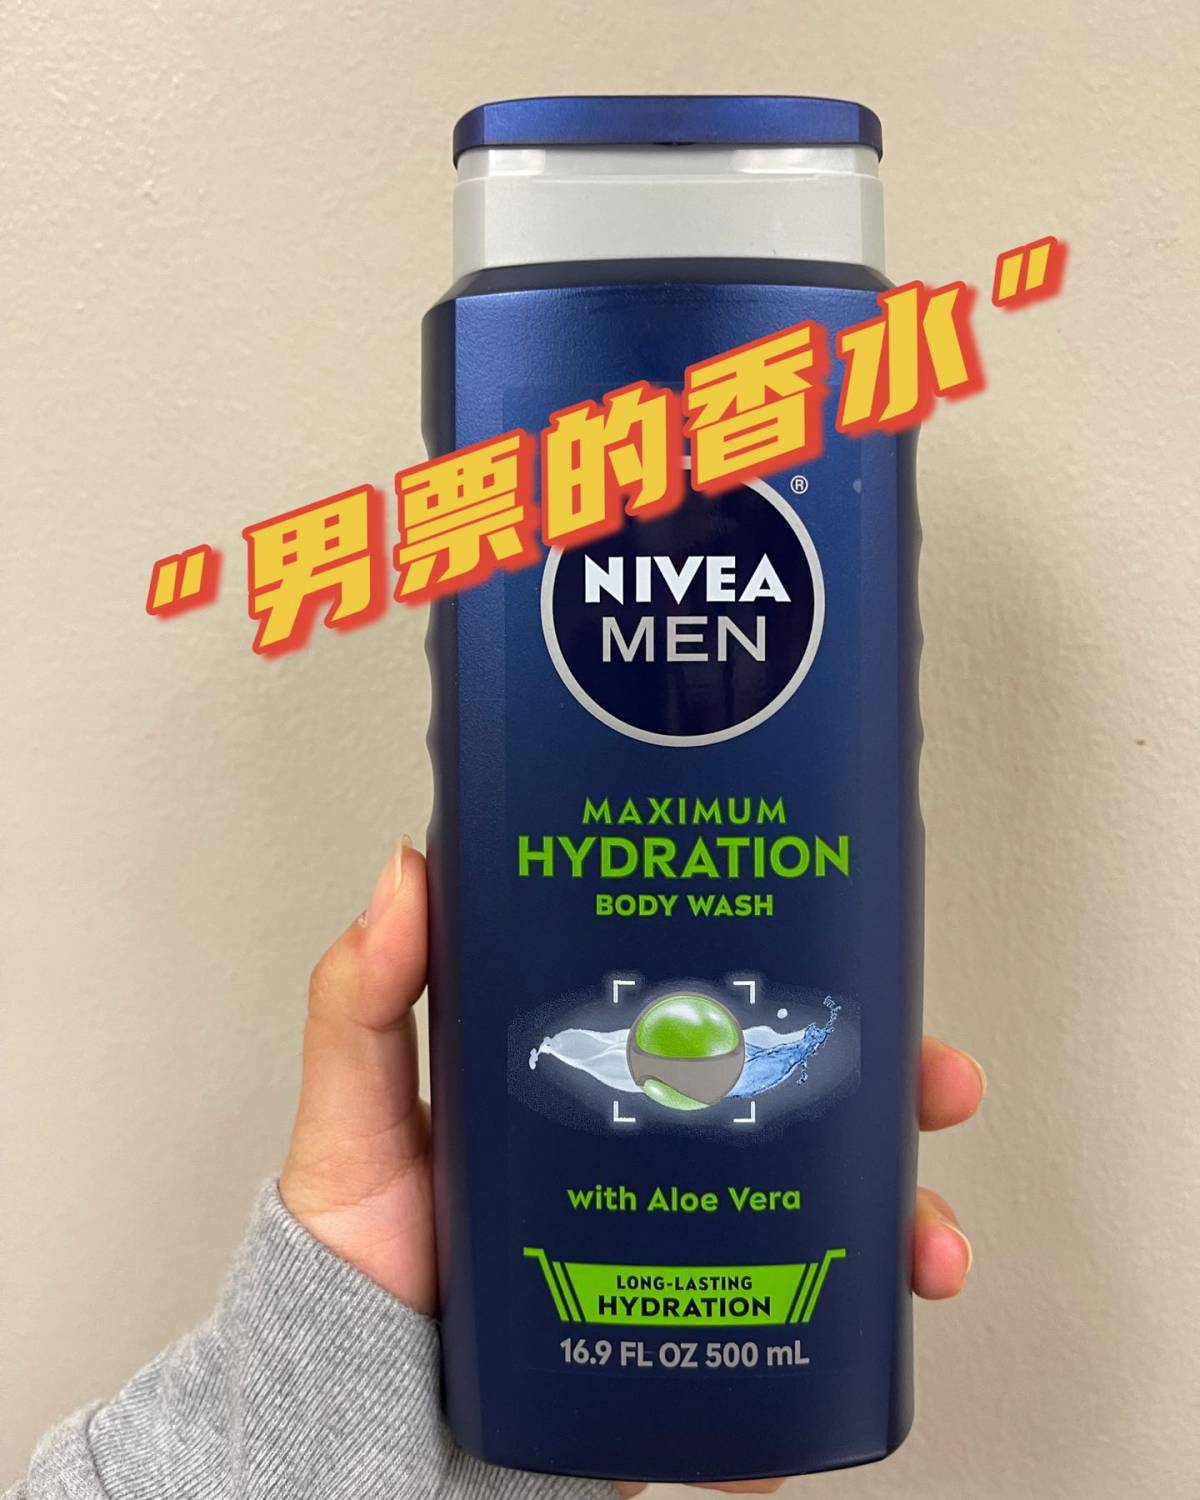 "男票的香水"
®
NIVEA
MEN
MAXIMUM
HYDRATION
BODY WASH
with Aloe Vera
LONG-LASTING
HYDRATION
16.9 FL OZ 500 mL